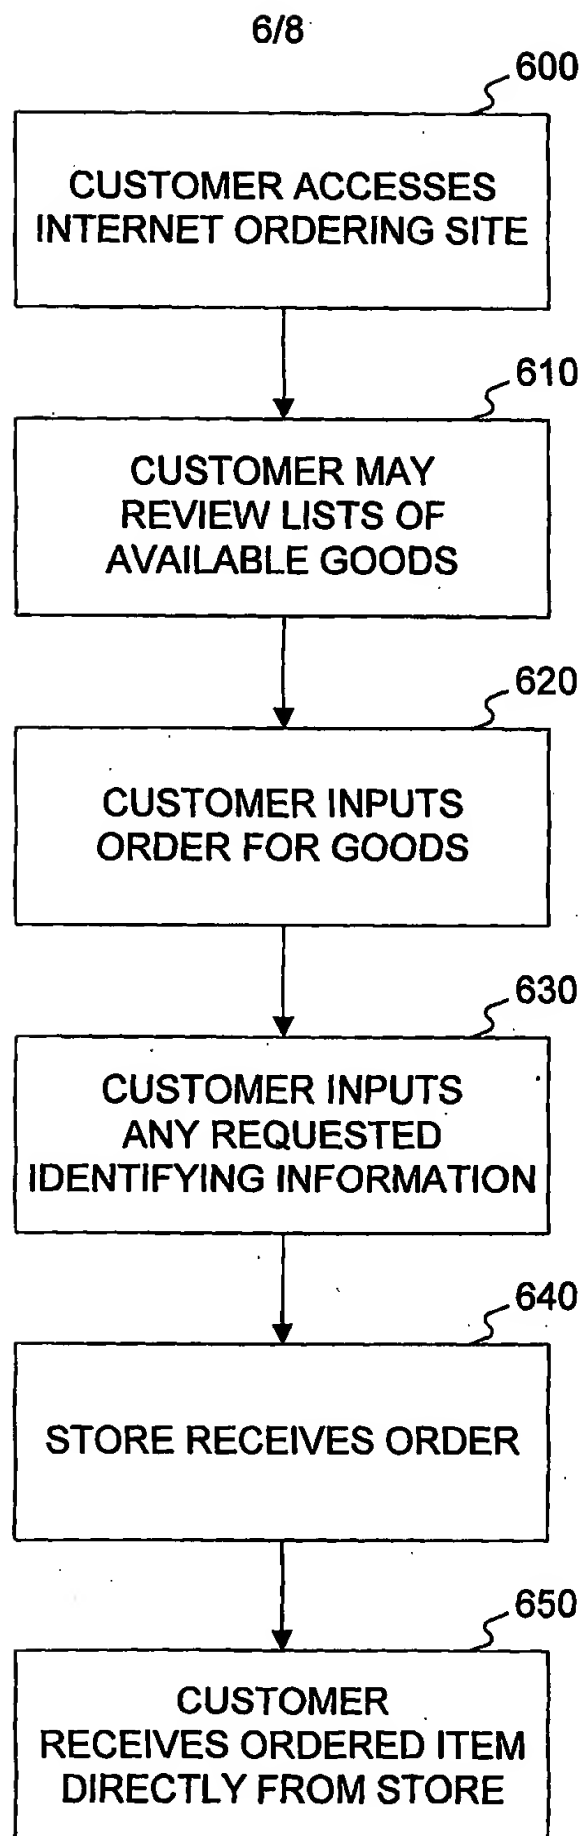 6/8
600
CUSTOMER ACCESSES
INTERNET ORDERING SITE
610
CUSTOMER MAY
REVIEW LISTS OF
AVAILABLE GOODS
620
CUSTOMER INPUTS
ORDER FOR GOODS
630
CUSTOMER INPUTS
ANY REQUESTED
IDENTIFYING INFORMATION
640
STORE RECEIVES ORDER
650
CUSTOMER
RECEIVES ORDERED ITEM
DIRECTLY FROM STORE